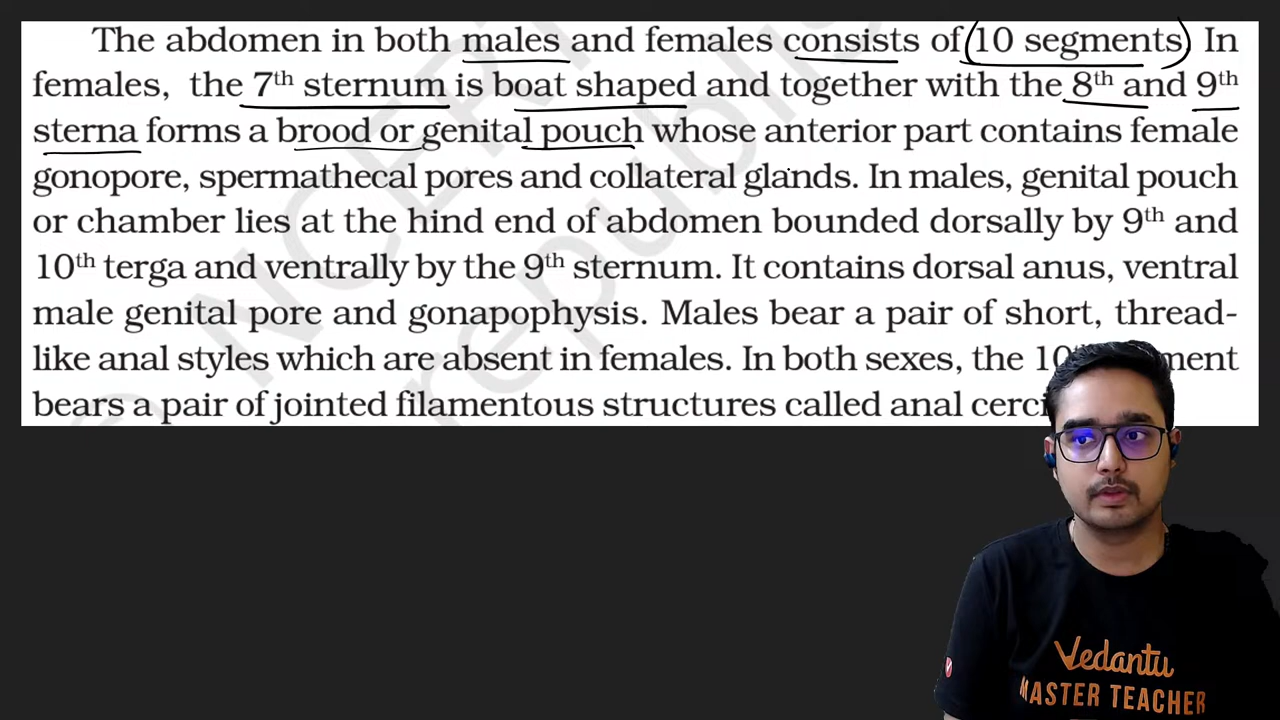 The abdomen in both males and females consists of 10 segments. In
females, the 7th sternum is boat shaped and together with the 8th and 9th
sterna forms a brood or genital pouch whose anterior part contains female
gonopore, spermathecal pores and collateral glands. In males, genital pouch
or chamber lies at the hind end of abdomen bounded dorsally by 9th and
10th terga and ventrally by the 9th sternum. It contains dorsal anus, ventral
male genital pore and gonapophysis. Males bear a pair of short, thread-
like anal styles which are absent in females. In both sexes, the 10th
bears a pair of jointed filamentous structures called anal cerci
Vedantu
MASTER TEACHER